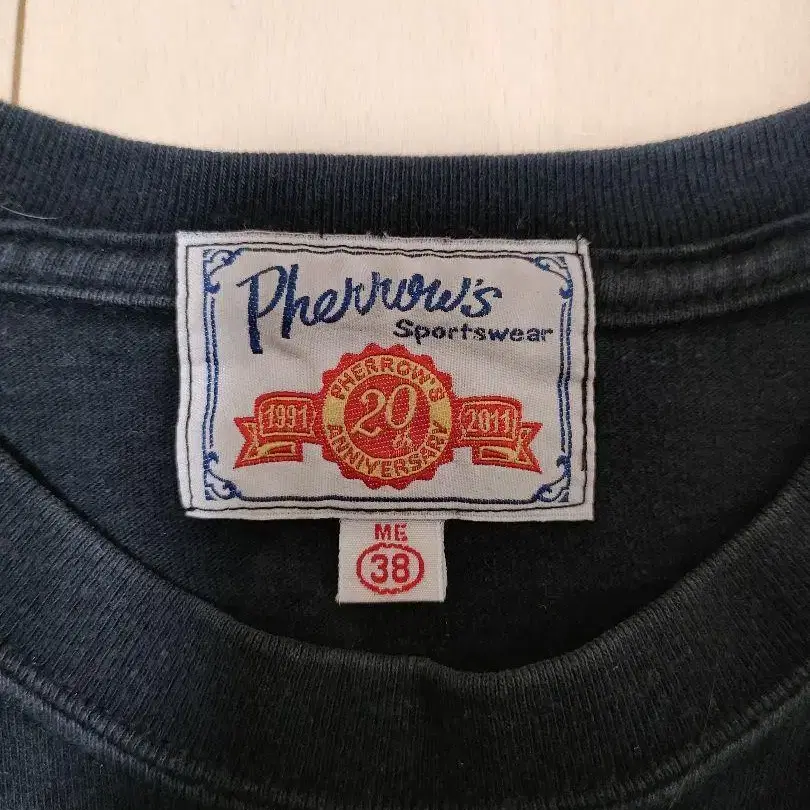 Pherrow's
Sportswear
PHERROW'S
1991 20th 2011
ANNIVERSARY
ME
38